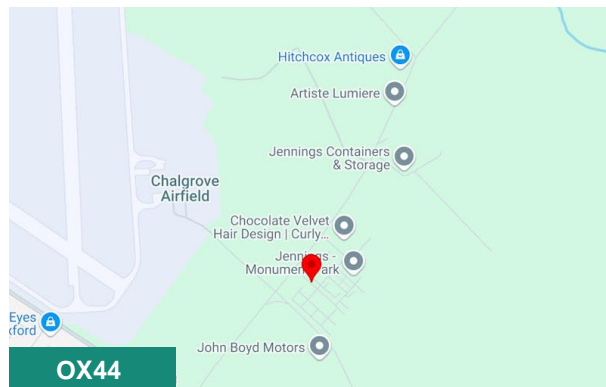 Hitchcox Antiques
Artiste Lumiere
Jennings Containers
& Storage
Chalgrove
Airfield
Chocolate Velvet
Hair Design | Curly...
Jennings -
Monument Park
Eyes
xford
John Boyd Motors
OX44